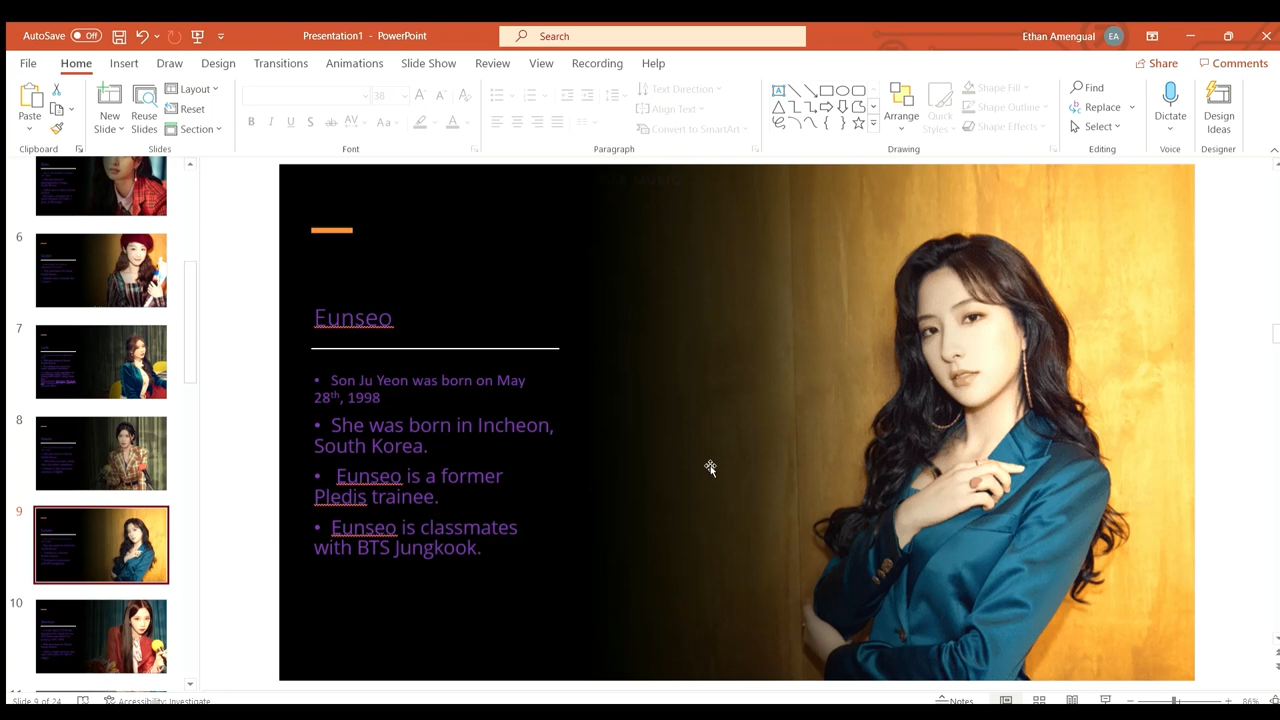 AutoSave Off Presentation1 - PowerPoint Search Ethan Amengual EA
File Home Insert Draw Design Transitions Animations Slide Show Review View Recording Help Share Comments
Paste New Slide Reuse Slides Layout Reset Section 38 Text Direction Align Text Convert to SmartArt Arrange Quick Styles Shape Fill Shape Outline Shape Effects Find Replace Select Dictate Design Ideas
Clipboard Slides Font Paragraph Drawing Editing Voice Designer
6
7
8
9
10
Eunseo
• Son Ju Yeon was born on May
28th, 1998
• She was born in Incheon,
South Korea.
• Eunseo is a former
Pledis trainee.
• Eunseo is classmates
with BTS Jungkook.
Slide 9 of 24 Accessibility: Investigate Notes 86%